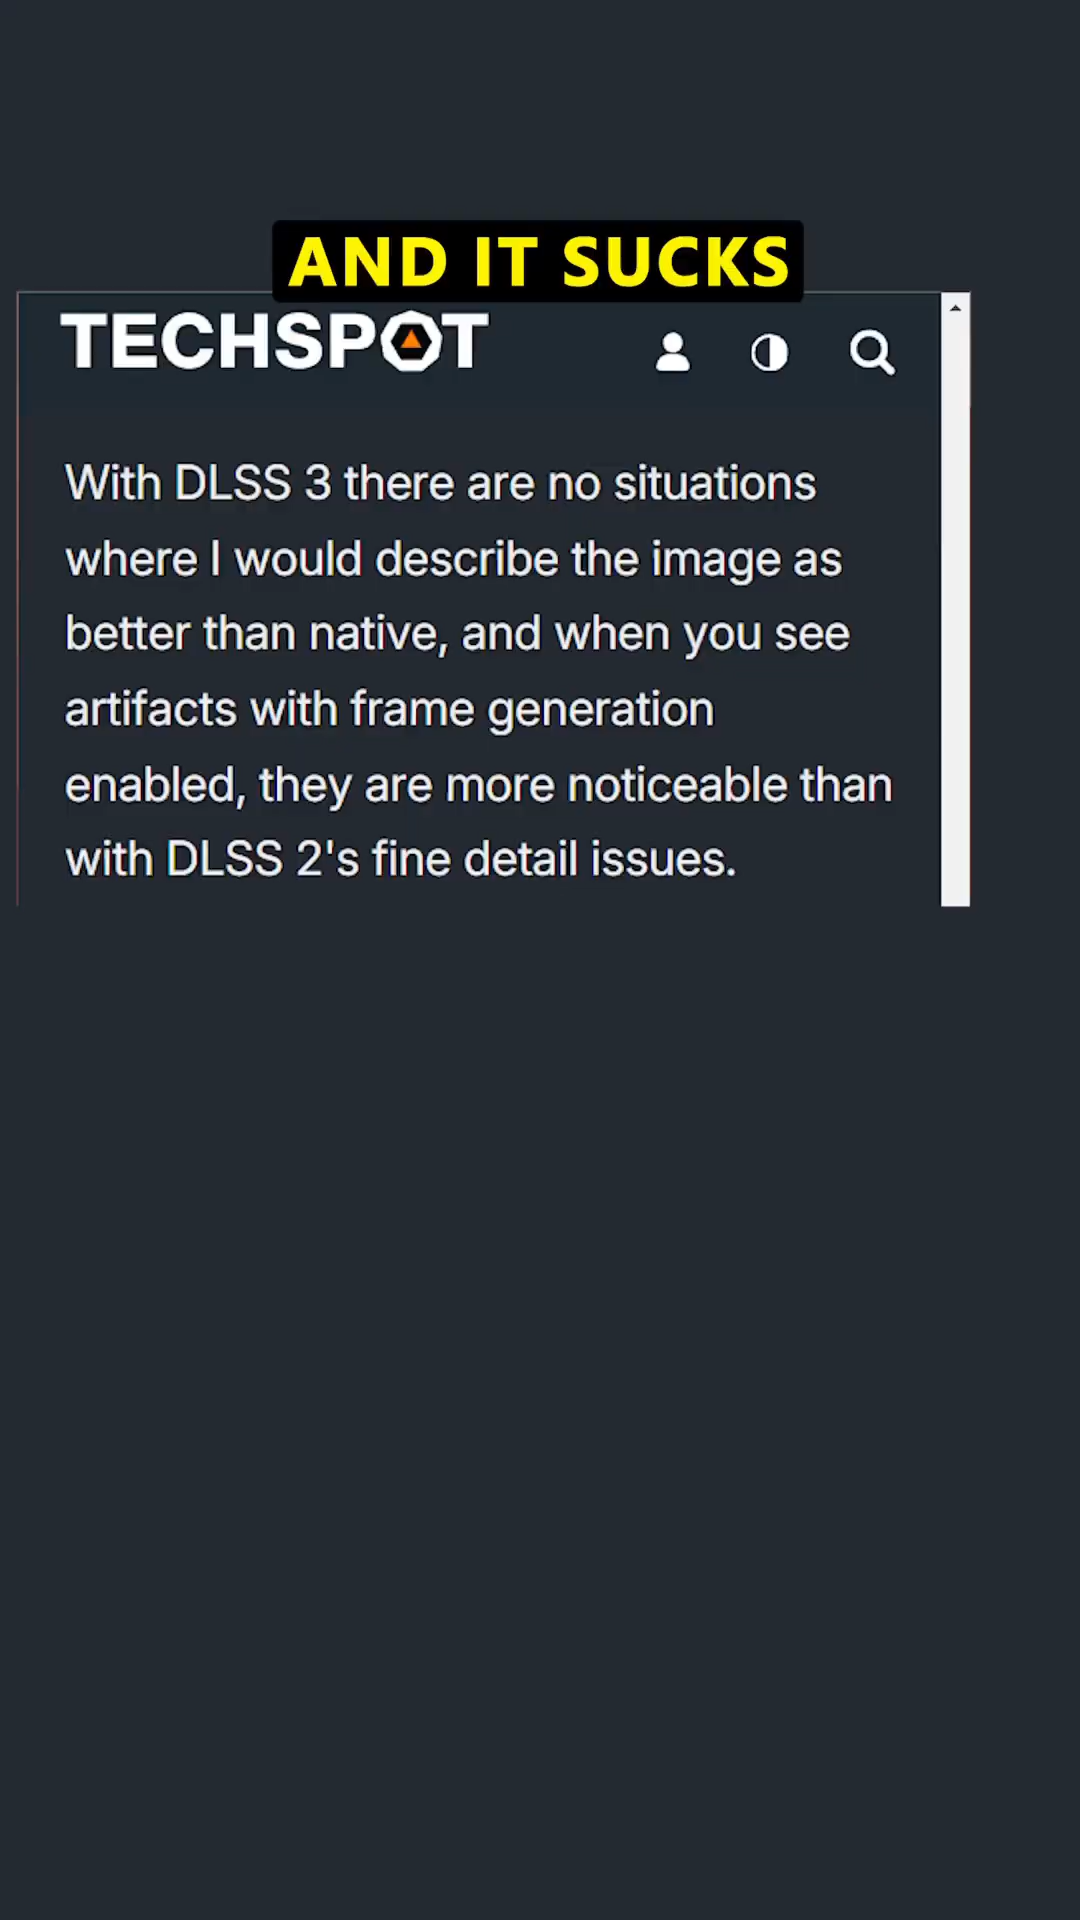 AND IT SUCKS
TECHSPOT
With DLSS 3 there are no situations
where I would describe the image as
better than native, and when you see
artifacts with frame generation
enabled, they are more noticeable than
with DLSS 2's fine detail issues.